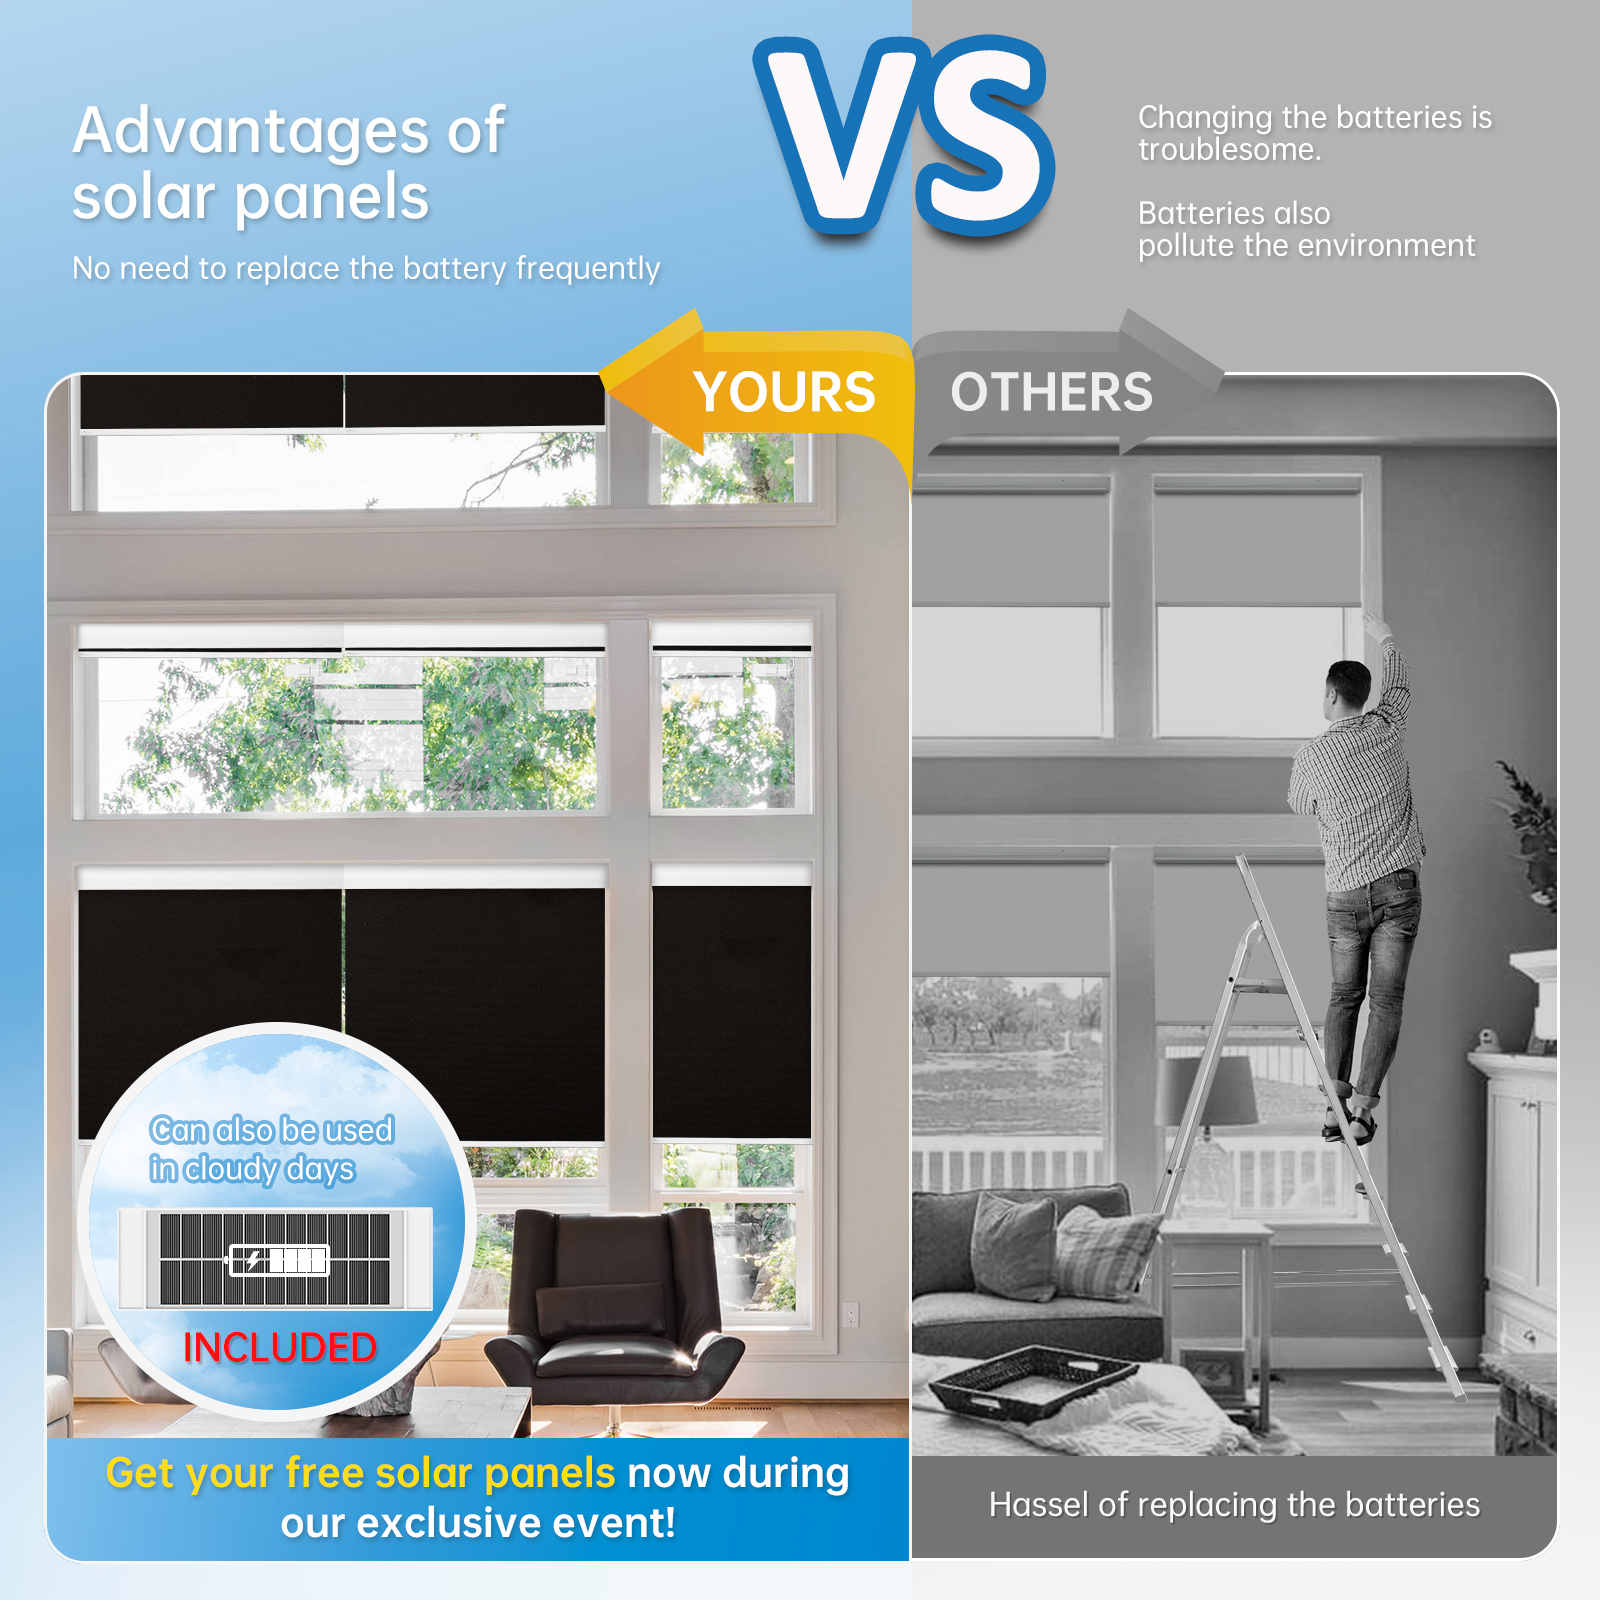 VS
Advantages of
solar panels
No need to replace the battery frequently
Changing the batteries is
troublesome.
Batteries also
pollute the environment
YOURS
OTHERS
Can also be used
in cloudy days
INCLUDED
Get your free solar panels now during
our exclusive event!
Hassel of replacing the batteries